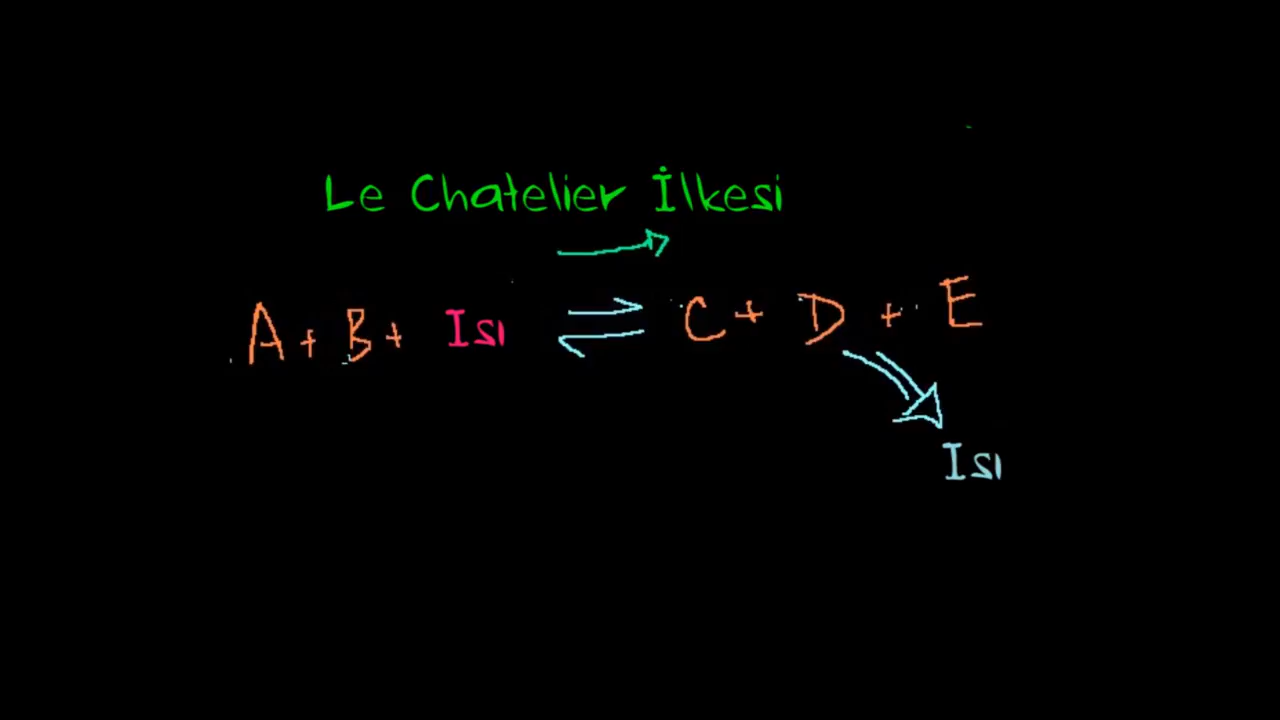 Le Chatelier İlkesi
A + B + Isı ⇌ C + D + E
Isı